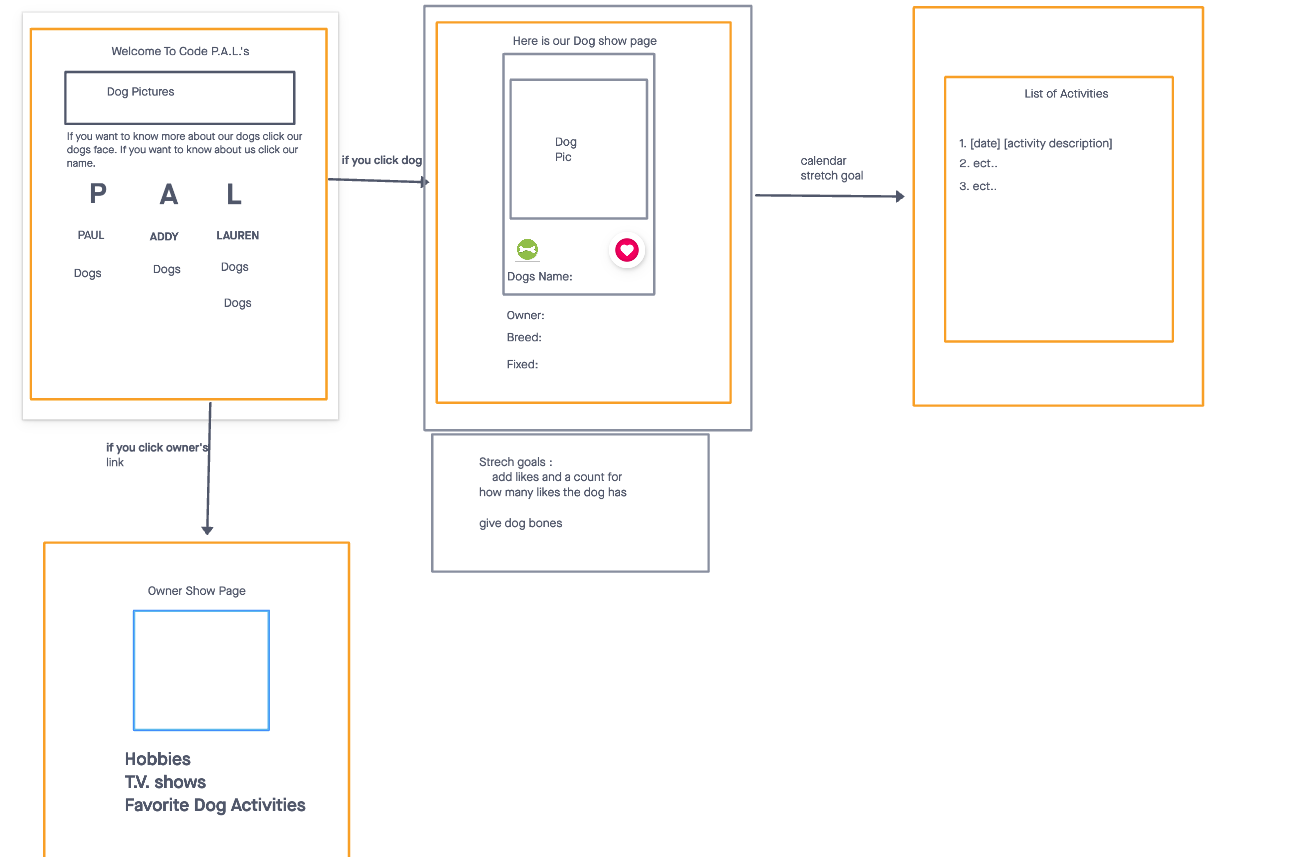 Welcome To Code P.A.L.'s
Dog Pictures
If you want to know more about our dogs click our
dogs face. If you want to know about us click our
name.
P A L
PAUL ADDY LAUREN
Dogs Dogs Dogs
Dogs
if you click dog
Here is our Dog show page
Dog
Pic
Dogs Name:
Owner:
Breed:
Fixed:
calendar
stretch goal
List of Activities
1. [date] [activity description]
2. ect..
3. ect..
Strech goals :
add likes and a count for
how many likes the dog has
give dog bones
if you click owner's
link
Owner Show Page
Hobbies
T.V. shows
Favorite Dog Activities